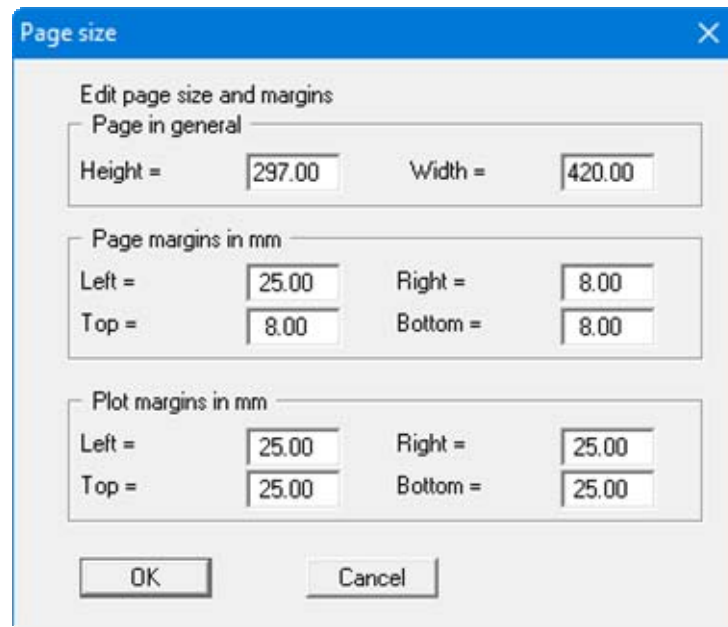 Page size
Edit page size and margins
Page in general
Height = 297.00 Width = 420.00
Page margins in mm
Left = 25.00 Right = 8.00
Top = 8.00 Bottom = 8.00
Plot margins in mm
Left = 25.00 Right = 25.00
Top = 25.00 Bottom = 25.00
OK Cancel